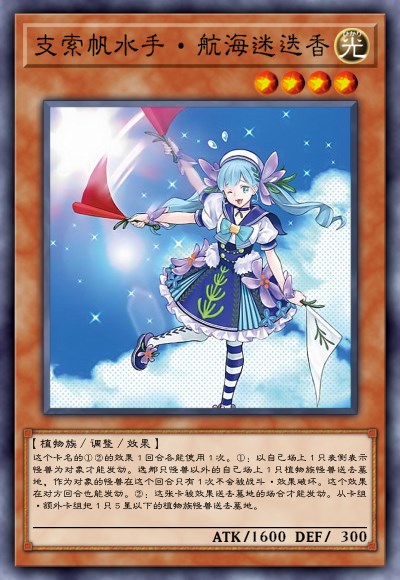 支索帆水手・航海迷迭香
光
【植物族／调整／效果】
这个卡名的①②的效果1回合各能使用1次。①：以自己场上1只表侧表示
怪兽为对象才能发动。选那只怪兽以外的自己场上1只植物族怪兽送去墓
地，作为对象的怪兽在这个回合只有1次不会被战斗・效果破坏。这个效果
在对方回合也能发动。②：这张卡被效果送去墓地的场合才能发动。从卡组
・额外卡组把1只5星以下的植物族怪兽送去墓地。
ATK/1600 DEF/ 300